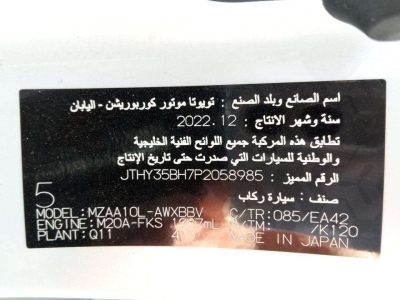 اسم الصانع وبلد الصنع : تويوتا موتور كوربوريشن - اليابان
سنة وشهر الانتاج : 2022.12
تطابق هذه المركبة جميع اللوائح الفنية الخليجية
والوطنية للسيارات التي صدرت حتى تاريخ الإنتاج
الرقم المميز : JTHY35BH7P2058985
صنف : سيارة ركاب
5
MODEL:MZAA10L-AWXBBV C/TR:085/EA42
ENGINE:M20A-FKS 1987mL /TM: /K120
PLANT:Q11 MADE IN JAPAN